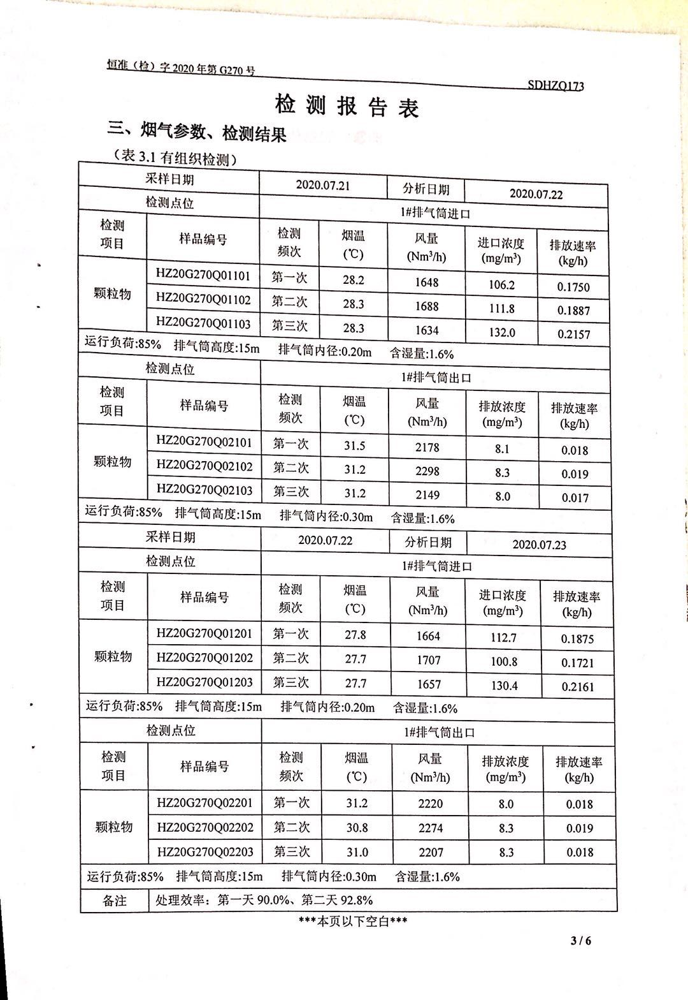 恒准（检）字 2020 年第 G270 号
SDHZQ173
检 测 报 告 表
三、烟气参数、检测结果
（表 3.1 有组织检测）
采样日期 2020.07.21 分析日期 2020.07.22
检测点位 1#排气筒进口
检测项目 样品编号 检测频次 烟温(℃) 风量(Nm³/h) 进口浓度(mg/m³) 排放速率(kg/h)
颗粒物 HZ20G270Q01101 第一次 28.2 1648 106.2 0.1750
HZ20G270Q01102 第二次 28.3 1688 111.8 0.1887
HZ20G270Q01103 第三次 28.3 1634 132.0 0.2157
运行负荷:85% 排气筒高度:15m 排气筒内径:0.20m 含湿量:1.6%
检测点位 1#排气筒出口
检测项目 样品编号 检测频次 烟温(℃) 风量(Nm³/h) 排放浓度(mg/m³) 排放速率(kg/h)
颗粒物 HZ20G270Q02101 第一次 31.5 2178 8.1 0.018
HZ20G270Q02102 第二次 31.2 2298 8.3 0.019
HZ20G270Q02103 第三次 31.2 2149 8.0 0.017
运行负荷:85% 排气筒高度:15m 排气筒内径:0.30m 含湿量:1.6%
采样日期 2020.07.22 分析日期 2020.07.23
检测点位 1#排气筒进口
检测项目 样品编号 检测频次 烟温(℃) 风量(Nm³/h) 进口浓度(mg/m³) 排放速率(kg/h)
颗粒物 HZ20G270Q01201 第一次 27.8 1664 112.7 0.1875
HZ20G270Q01202 第二次 27.7 1707 100.8 0.1721
HZ20G270Q01203 第三次 27.7 1657 130.4 0.2161
运行负荷:85% 排气筒高度:15m 排气筒内径:0.20m 含湿量:1.6%
检测点位 1#排气筒出口
检测项目 样品编号 检测频次 烟温(℃) 风量(Nm³/h) 排放浓度(mg/m³) 排放速率(kg/h)
颗粒物 HZ20G270Q02201 第一次 31.2 2220 8.0 0.018
HZ20G270Q02202 第二次 30.8 2274 8.3 0.019
HZ20G270Q02203 第三次 31.0 2207 8.3 0.018
运行负荷:85% 排气筒高度:15m 排气筒内径:0.30m 含湿量:1.6%
备注 处理效率：第一天 90.0%、第二天 92.8%
***本页以下空白***
3 / 6